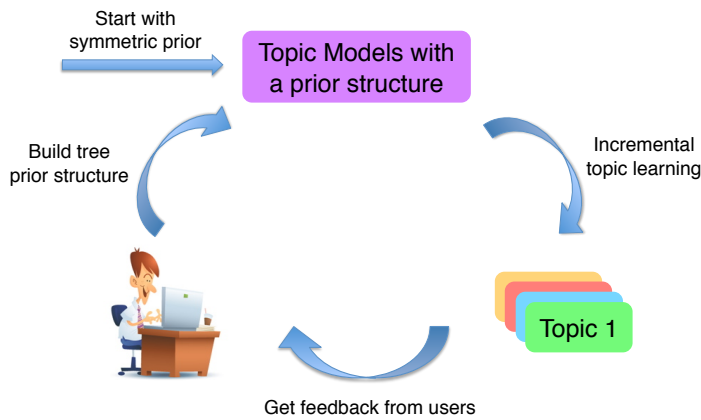 Start with
symmetric prior
Topic Models with
a prior structure
Build tree
prior structure
Incremental
topic learning
Topic 1
Get feedback from users